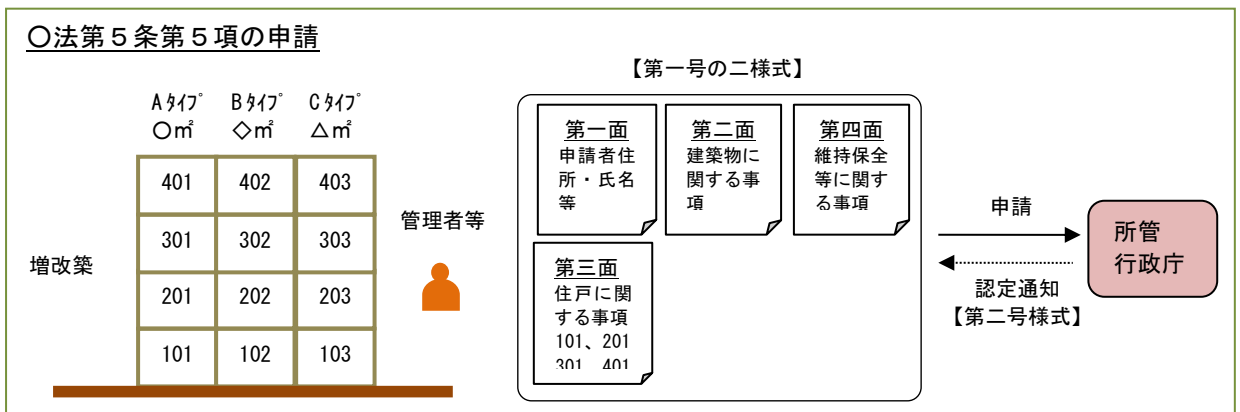 〇法第５条第５項の申請
【第一号の二様式】
Aﾀｲﾌﾟ Bﾀｲﾌﾟ Cﾀｲﾌﾟ
〇㎡ ◇㎡ △㎡
401 402 403
301 302 303
201 202 203
101 102 103
増改築
管理者等
第一面
申請者住
所・氏名
等
第二面
建築物に
関する事
項
第四面
維持保全
等に関す
る事項
第三面
住戸に関
する事項
101、201
301 401
申請
認定通知
【第二号様式】
所管
行政庁